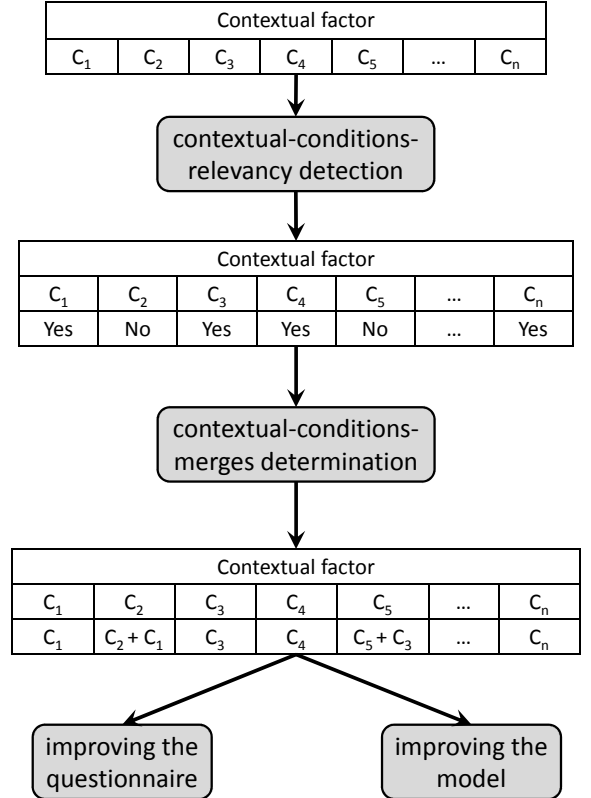 Contextual factor
C₁ C₂ C₃ C₄ C₅ ... Cₙ
contextual-conditions-
relevancy detection
Contextual factor
C₁ C₂ C₃ C₄ C₅ ... Cₙ
Yes No Yes Yes No ... Yes
contextual-conditions-
merges determination
Contextual factor
C₁ C₂ C₃ C₄ C₅ ... Cₙ
C₁ C₂ + C₁ C₃ C₄ C₅ + C₃ ... Cₙ
improving the
questionnaire
improving the
model